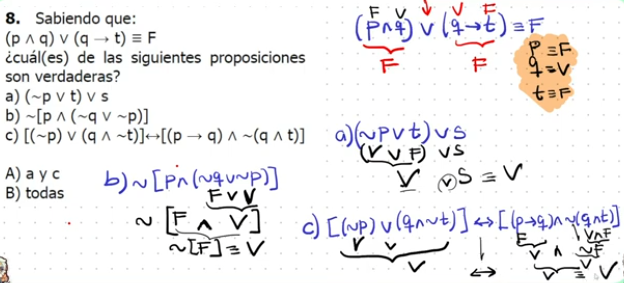 8. Sabiendo que:
(p ∧ q) ∨ (q → t) ≡ F
¿cuál(es) de las siguientes proposiciones
son verdaderas?
a) (~p ∨ t) ∨ s
b) ~[p ∧ (~q ∨ ~p)]
c) [(~p) ∨ (q ∧ ~t)]↔[(p → q) ∧ ~(q ∧ t)]
A) a y c
B) todas
F V V F
(p∧q) ∨ (q→t) ≡ F
F F
p ≡ F
q ≡ V
t ≡ F
a) (~p∨t)∨s
(V ∨ F) ∨s
V ∨ s ≡ V
b) ~[p∧(~q∨~p)]
F ∨ V
~ [F ∧ V]
~[F] ≡ V
c) [(~p)∨(q∧~t)] ↔ [(p→q)∧~(q∧t)]
V V F V∧F
V ∧ ~F
V ↔ V V
≡ V